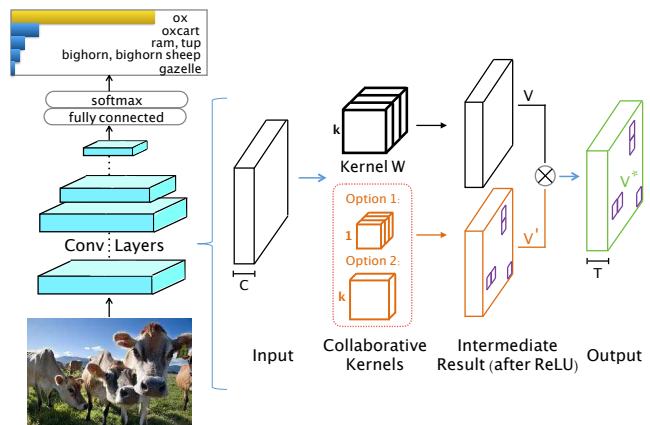 ox
oxcart
ram, tup
bighorn, bighorn sheep
gazelle
softmax
fully connected
Conv Layers
C
Input
k
Kernel W
Option 1:
1
Option 2:
k
Collaborative
Kernels
V
V'
Intermediate
Result (after ReLU)
V*
T
Output